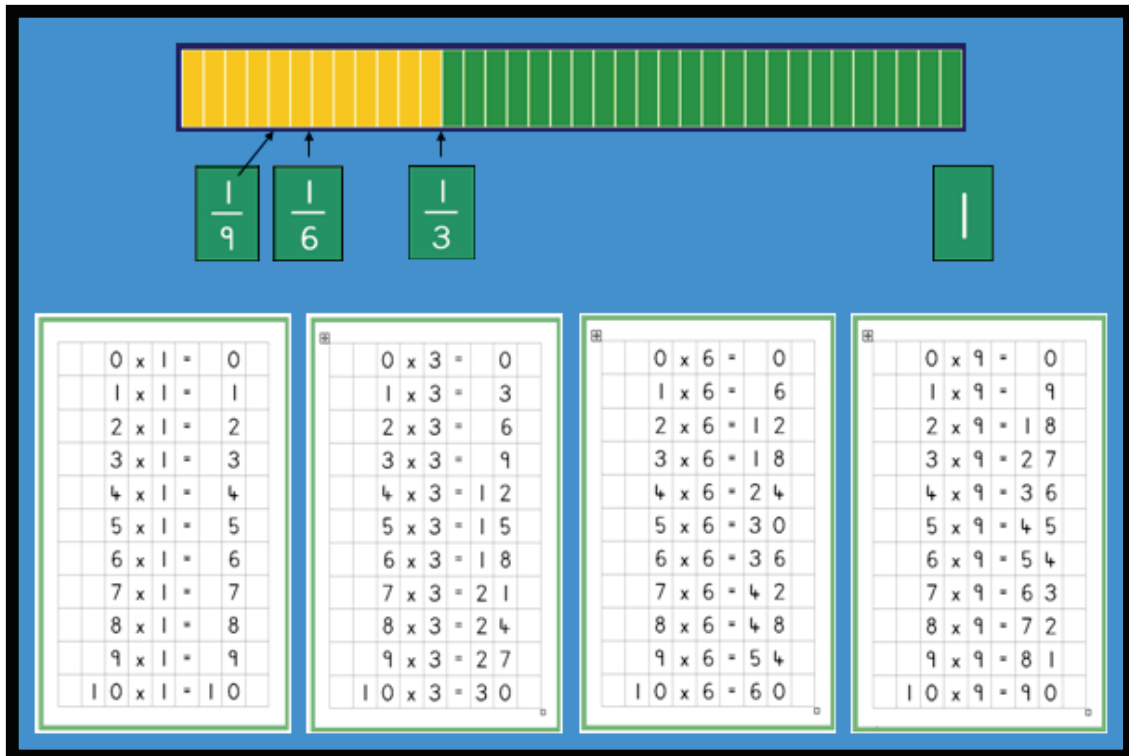 1/9 1/6 1/3 1
0 x 1 = 0
1 x 1 = 1
2 x 1 = 2
3 x 1 = 3
4 x 1 = 4
5 x 1 = 5
6 x 1 = 6
7 x 1 = 7
8 x 1 = 8
9 x 1 = 9
10 x 1 = 10
0 x 3 = 0
1 x 3 = 3
2 x 3 = 6
3 x 3 = 9
4 x 3 = 12
5 x 3 = 15
6 x 3 = 18
7 x 3 = 21
8 x 3 = 24
9 x 3 = 27
10 x 3 = 30
0 x 6 = 0
1 x 6 = 6
2 x 6 = 12
3 x 6 = 18
4 x 6 = 24
5 x 6 = 30
6 x 6 = 36
7 x 6 = 42
8 x 6 = 48
9 x 6 = 54
10 x 6 = 60
0 x 9 = 0
1 x 9 = 9
2 x 9 = 18
3 x 9 = 27
4 x 9 = 36
5 x 9 = 45
6 x 9 = 54
7 x 9 = 63
8 x 9 = 72
9 x 9 = 81
10 x 9 = 90